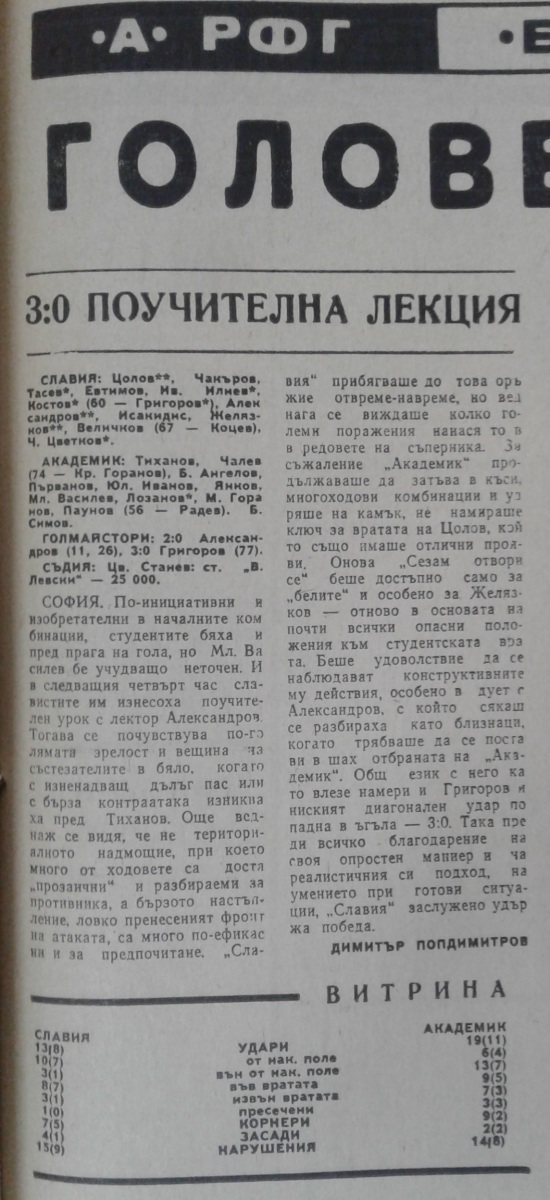 ·А· РФГ
ГОЛОВЕ
3:0 ПОУЧИТЕЛНА ЛЕКЦИЯ
СЛАВИЯ: Цолов**, Чакъров,
Тасев*, Евтимов, Ив. Илиев*,
Костов* (60 — Григоров*), Алек
сандров**, Исакидис, Желяз-
ков**, Величков (67 — Коцев),
Ч. Цветков*.
АКАДЕМИК: Тиханов, Чалев
(74 — Кр. Горанов), Б. Ангелов,
Първанов, Юл. Иванов, Янков,
Мл. Василев, Лозанов*, М. Гора
нов, Паунов (56 — Радев). Б.
Симов.
ГОЛМАЙСТОРИ: 2:0 Алексан-
дров (11, 26), 3:0 Григоров (77).
СЪДИЯ: Цв. Станев: ст. „В.
Левски" — 25 000.
СОФИЯ. По-инициативни и
изобретателни в началните ком
бинации, студентите бяха и
пред прага на гола, но Мл. Ва
силев бе учудващо неточен. И
в следващия четвърт час сла-
вистите им изнесоха поучите-
лен урок с лектор Александров.
Тогава се почувствува по-го
лямата зрелост и вещина на
състезателите в бяло, когато
с изненадващ дълъг пас или
с бърза контраатака изниква
ха пред Тиханов. Още вед-
наж се видя, че не територи-
алното надмощие, при което
много от ходовете са доста
„прозаични" и разбираеми за
противника, а бързото настъп-
ление, ловко пренесеният фронт
на атаката, са много по-ефикас
ни и за предпочитане. „Сла-
вия" прибягваше до това оръ
жие отвреме-навреме, но вед
нага се виждаше колко го-
леми поражения нанася то в
в редовете на съперника. За
съжаление „Академик" про-
дължаваше да затъва в къси,
многоходови комбинации и уд
ряше на камък, не намираше
ключ за вратата на Цолов, кой
то също имаше отлични проя-
ви. Онова „Сезам отвори
се" беше достъпно само за
„белите" и особено за Желяз-
ков — отново в основата на
почти всички опасни поло-
жения към студентската вра
та. Беше удоволствие да се
наблюдават конструктивните
му действия, особено в дует с
Александров, с който сякаш
се разбираха като близнаци,
когато трябваше да се поста
ви в шах отбраната на „Ака-
демик". Общ език с него ка
то влезе намери и Григоров и
ниският диагонален удар по
падна в ъгъла — 3:0. Така пре
ди всичко благодарение на
своя опростен маниер и на
реалистичния си подход, на
умението при готови ситуа-
ции, „Славия" заслужено удър
жа победа.
ДИМИТЪР ПОПДИМИТРОВ
ВИТРИНА
СЛАВИЯ АКАДЕМИК
13(8) УДАРИ 19(11)
10(7) от нак. поле 6(4)
3(1) вън от нак. поле 13(7)
8(7) във вратата 9(5)
3(1) извън вратата 7(3)
1(0) пресечени 3(3)
7(5) КОРНЕРИ 9(2)
4(1) ЗАСАДИ 2(2)
15(9) НАРУШЕНИЯ 14(8)